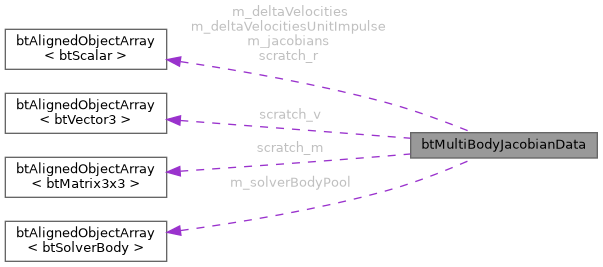 m_deltaVelocities
m_deltaVelocitiesUnitImpulse
m_jacobians
scratch_r
btAlignedObjectArray
< btScalar >
scratch_v
btAlignedObjectArray
< btVector3 >
btMultiBodyJacobianData
scratch_m
btAlignedObjectArray
< btMatrix3x3 >
m_solverBodyPool
btAlignedObjectArray
< btSolverBody >